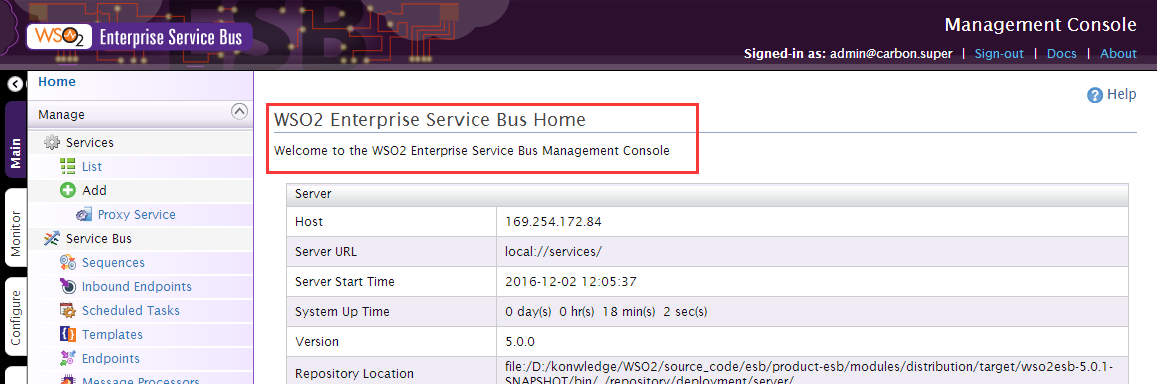 WSO2 Enterprise Service Bus
Management Console
Signed-in as: admin@carbon.super | Sign-out | Docs | About
Home
Help
Manage
Main
Services
List
Add
Proxy Service
Monitor
Service Bus
Sequences
Inbound Endpoints
Scheduled Tasks
Configure
Templates
Endpoints
Message Processors
WSO2 Enterprise Service Bus Home
Welcome to the WSO2 Enterprise Service Bus Management Console
Server
Host 169.254.172.84
Server URL local://services/
Server Start Time 2016-12-02 12:05:37
System Up Time 0 day(s) 0 hr(s) 18 min(s) 2 sec(s)
Version 5.0.0
Repository Location file:/D:/konwledge/WSO2/source_code/esb/product-esb/modules/distribution/target/wso2esb-5.0.1-
SNAPSHOT/bin/../repository/deployment/server/